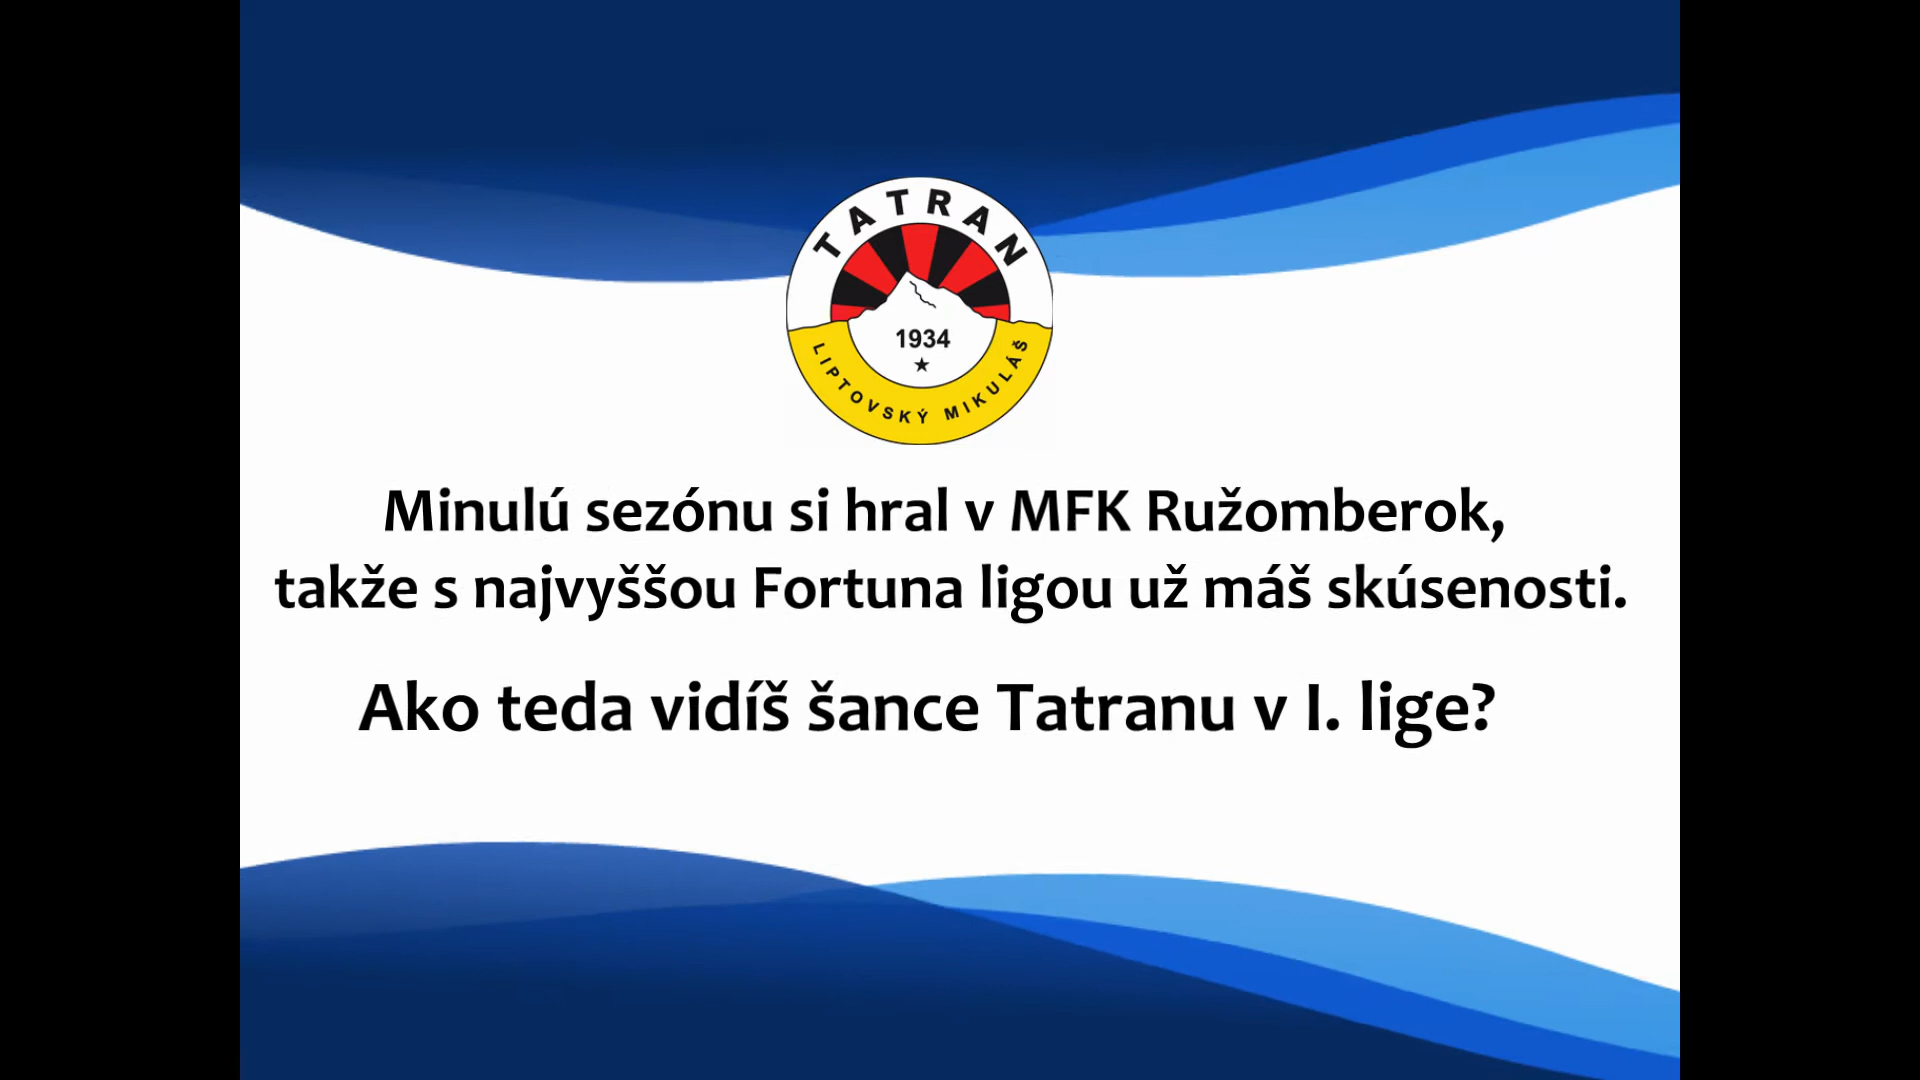 TATRAN
1934
LIPTOVSKÝ MIKULÁŠ
Minulú sezónu si hral v MFK Ružomberok,
takže s najvyššou Fortuna ligou už máš skúsenosti.
Ako teda vidíš šance Tatranu v I. lige?